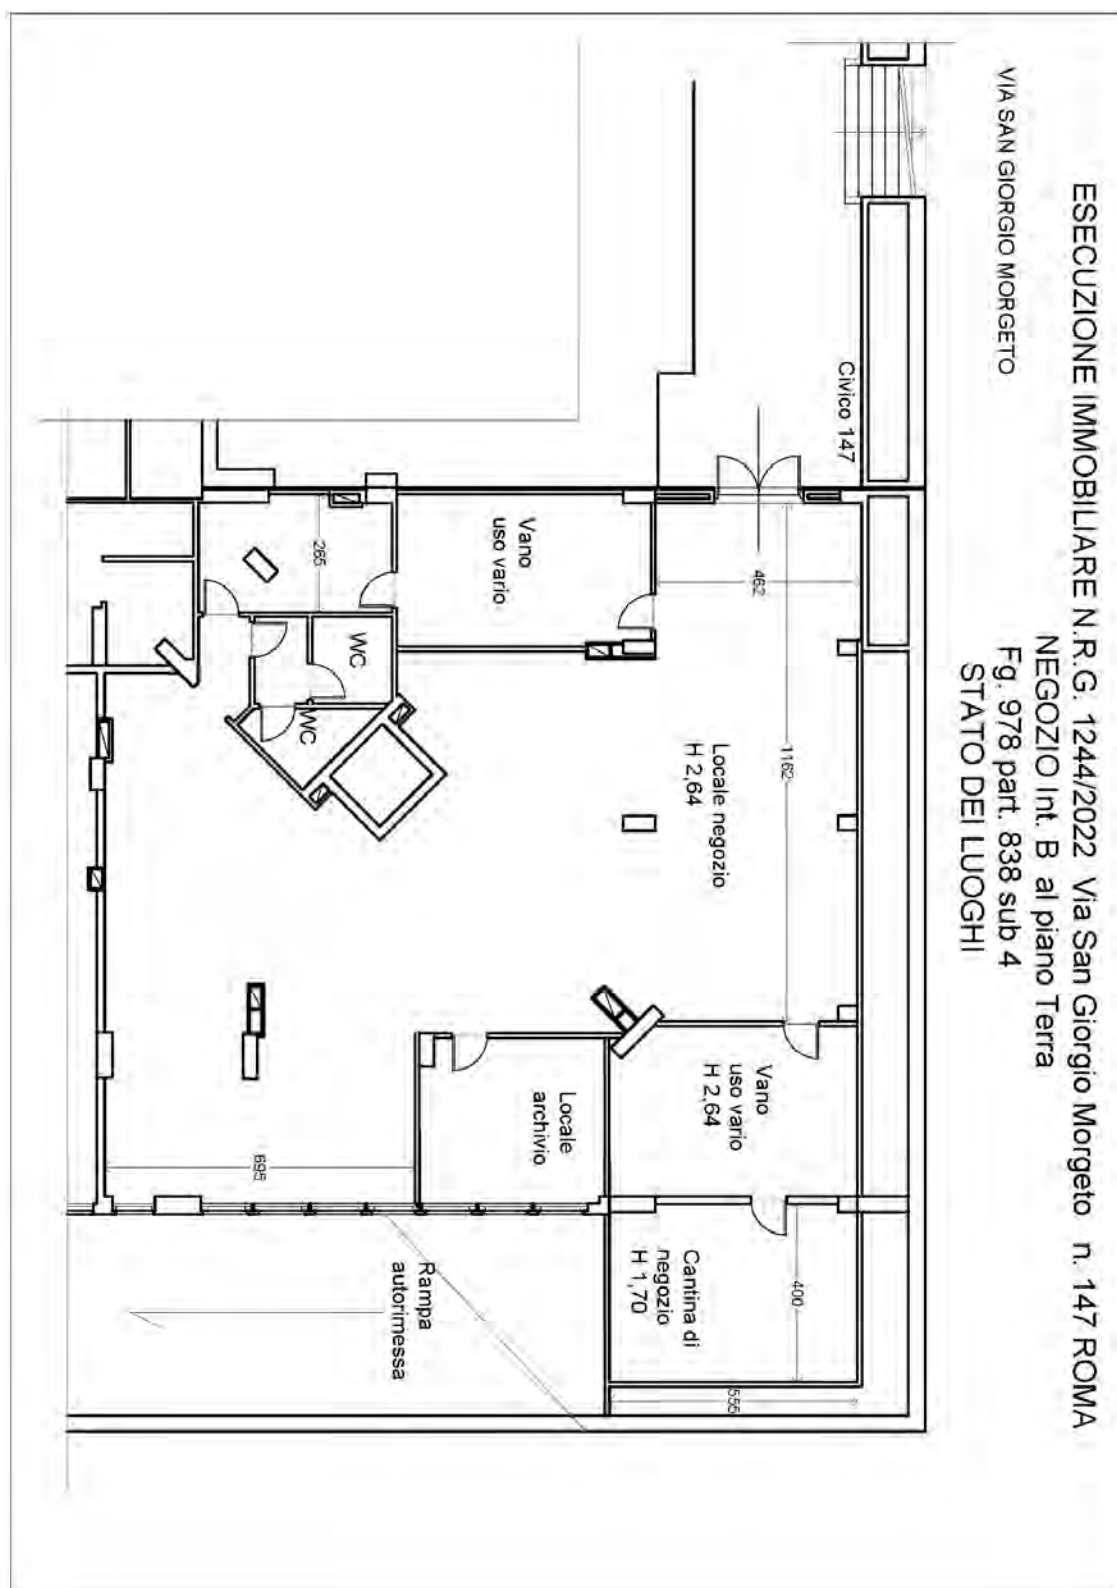 ESECUZIONE IMMOBILIARE N.R.G. 1244/2022 Via San Giorgio Morgeto n. 147 ROMA
NEGOZIO Int. B al piano Terra
Fg. 978 part. 838 sub 4
STATO DEI LUOGHI
VIA SAN GIORGIO MORGETO
Civico 147
462
1162
Vano
uso vario
Locale negozio
H 2,64
Vano
uso vario
H 2,64
400
Cantina di
negozio
H 1,70
555
265
WC
WC
Locale
archivio
695
Rampa
autorimessa